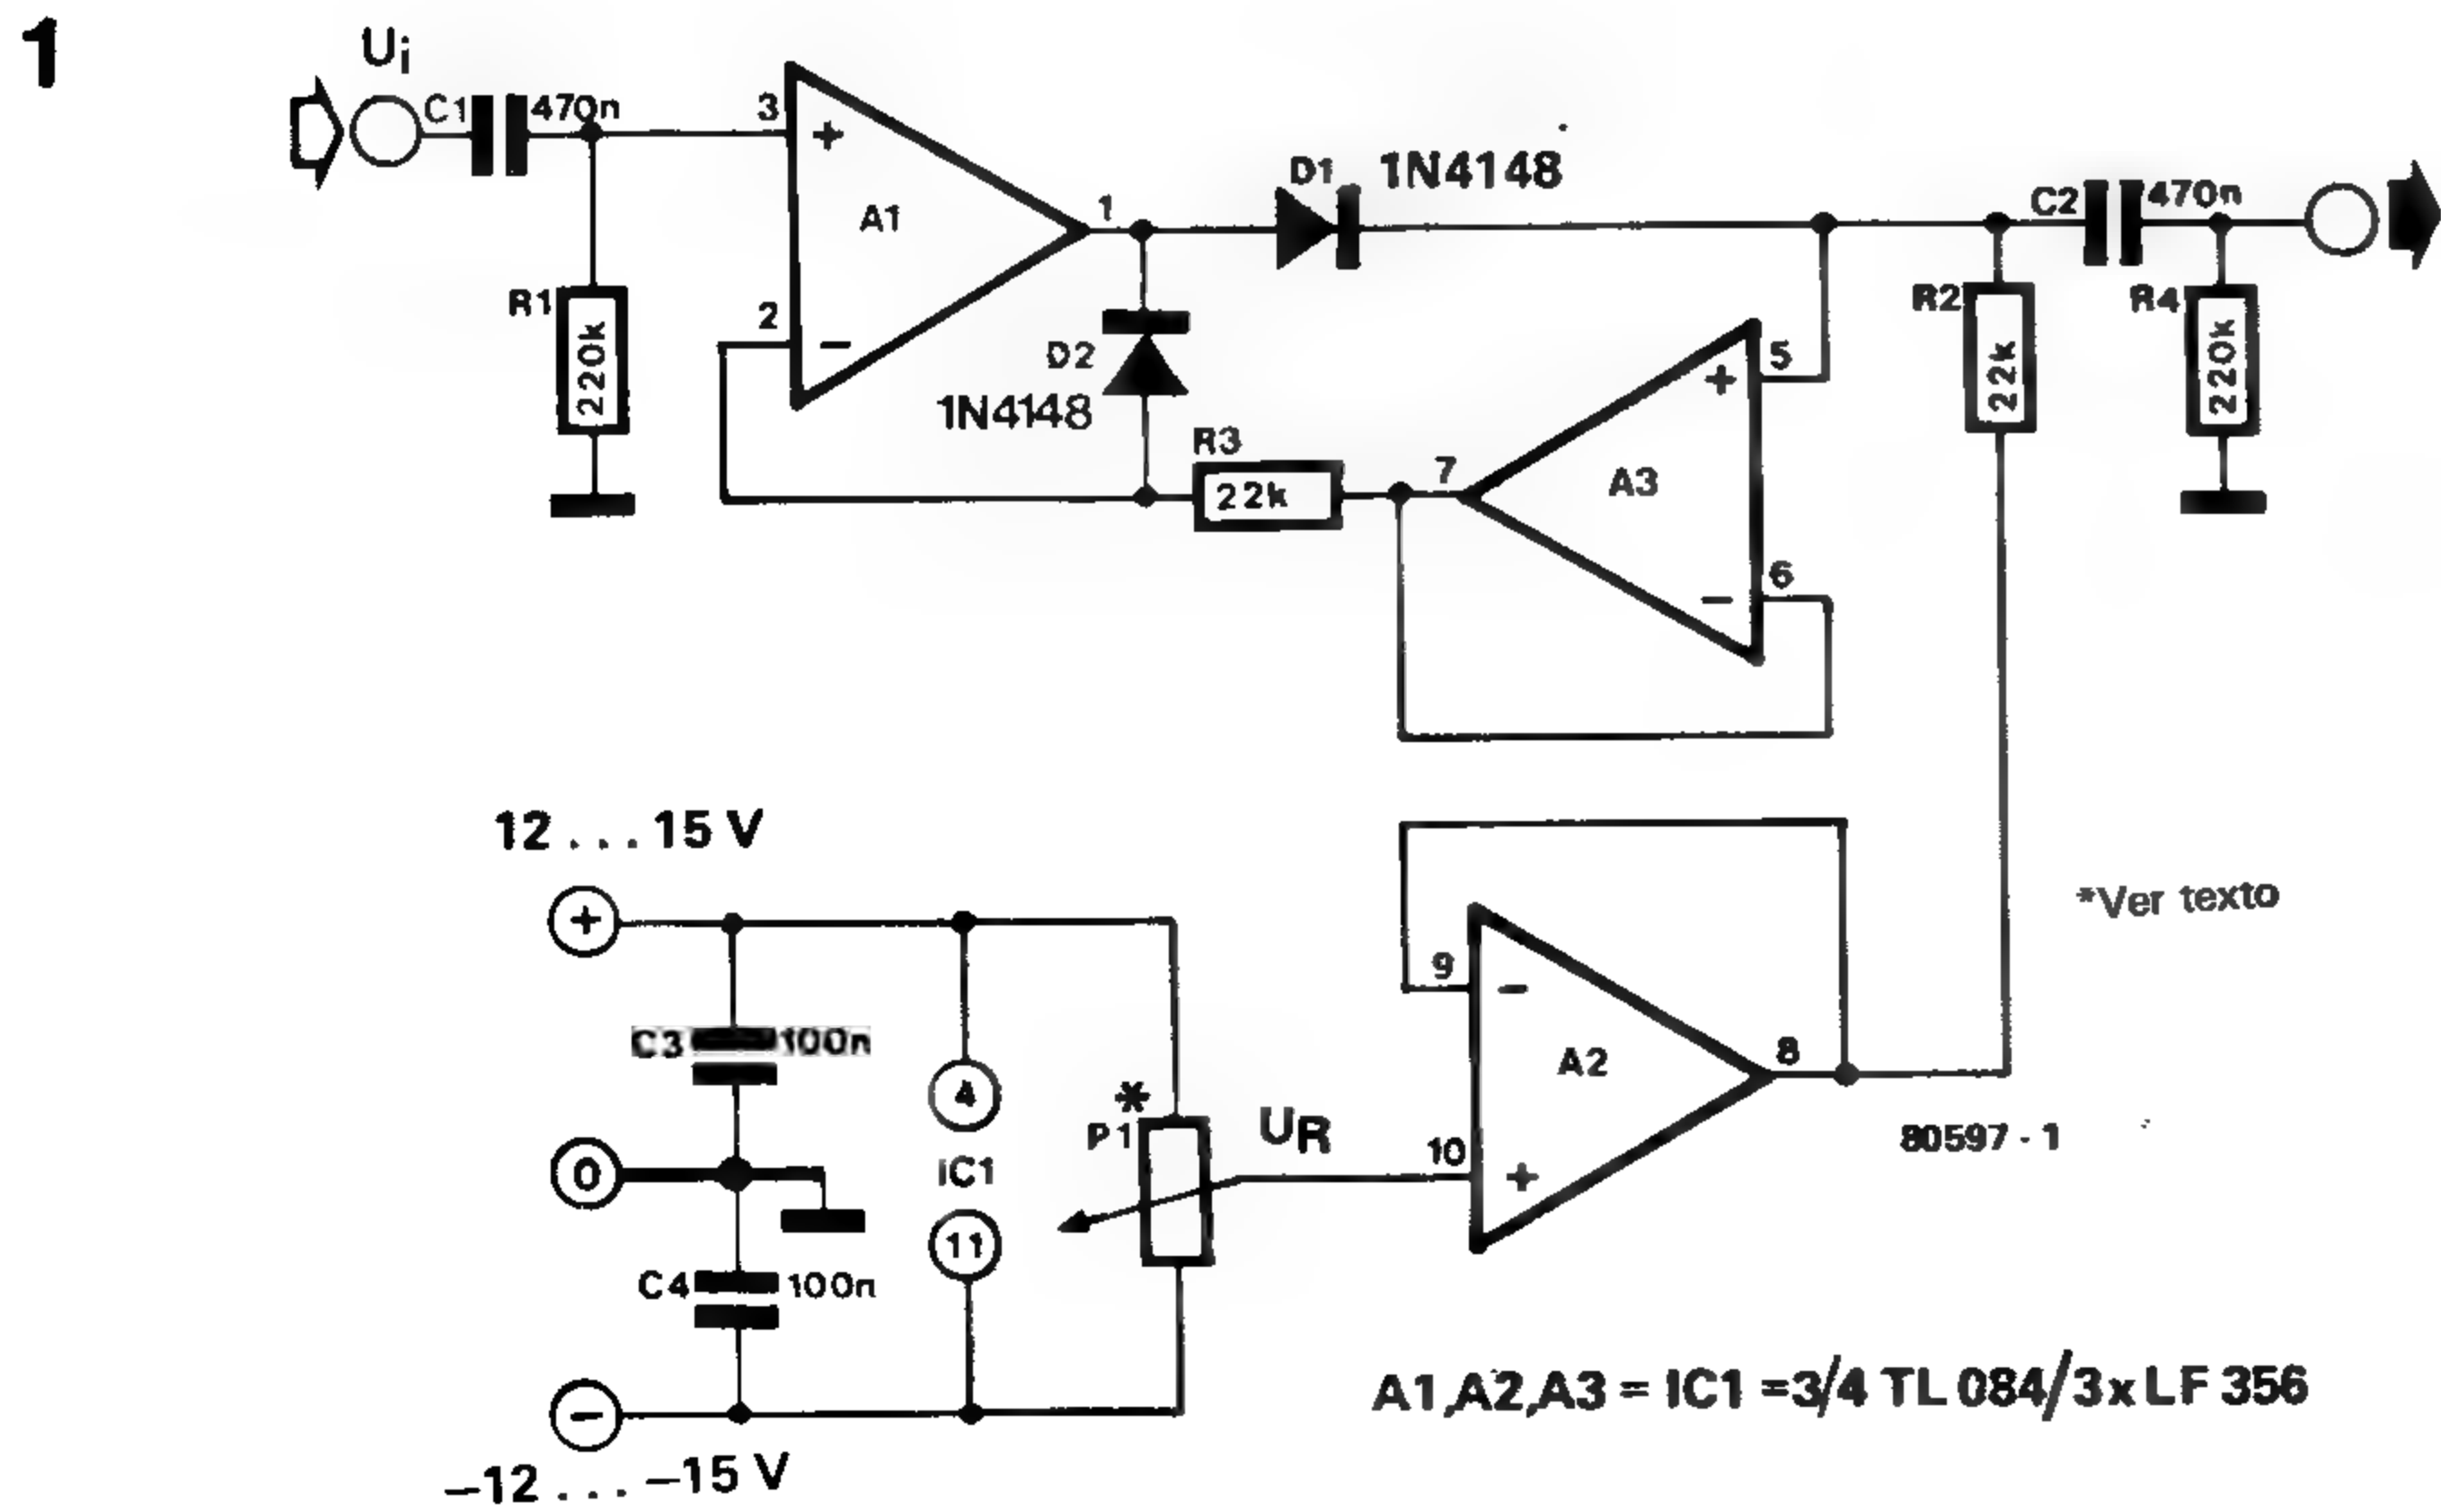 1
Ui
C1
470n
3
+
A1
1
D1
1N4148
C2
470n
R1
220k
2
−
D2
1N4148
R3
22k
7
A3
+
5
−
6
R2
22k
R4
220k
12...15 V
+
C3
100n
4
0
IC1
11
C4
100n
−
−12...−15 V
*
P1
UR
9
−
A2
8
10
+
*Ver texto
80597-1
A1,A2,A3 = IC1 =3/4 TL 084/3xLF 356